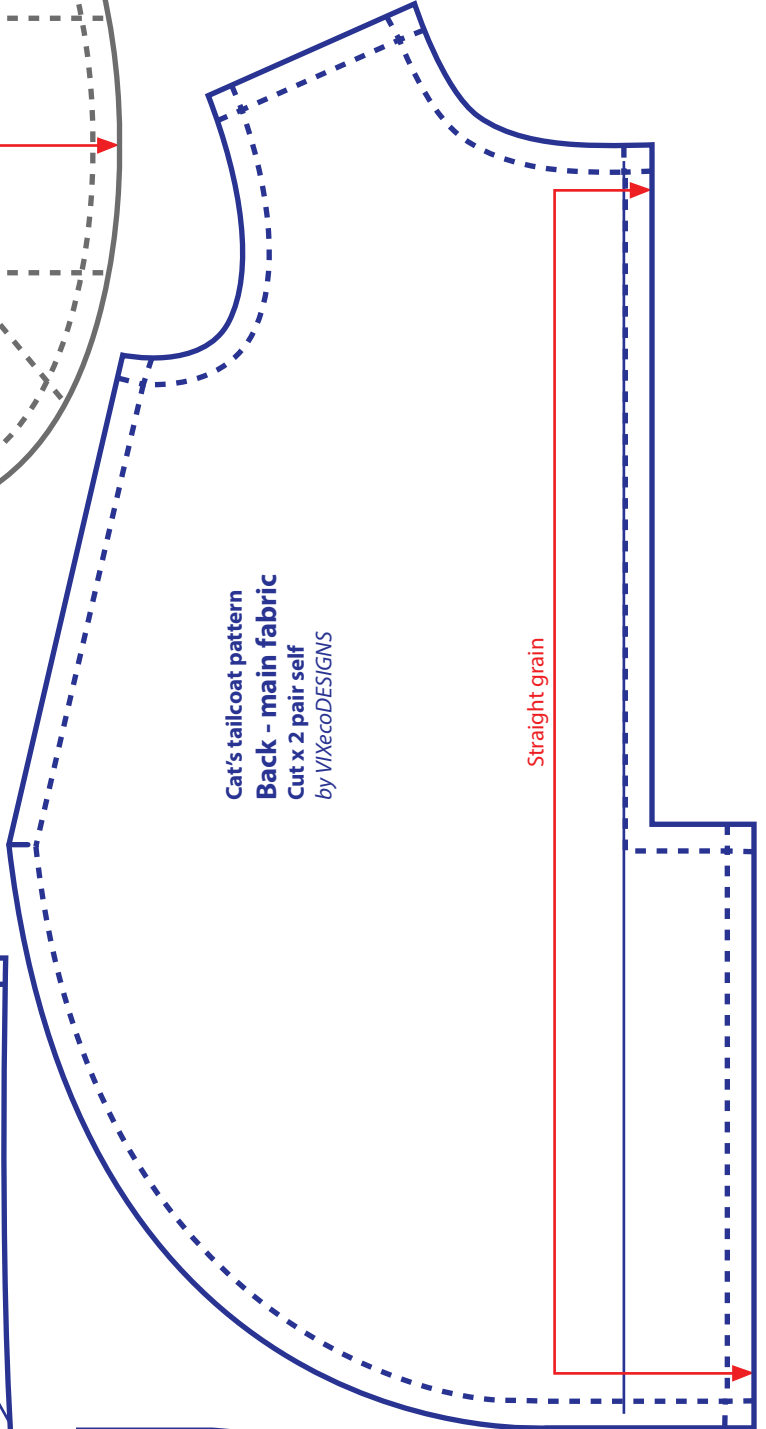 Cat's tailcoat pattern
Back - main fabric
Cut x 2 pair self
by VIXecoDESIGNS
Straight grain